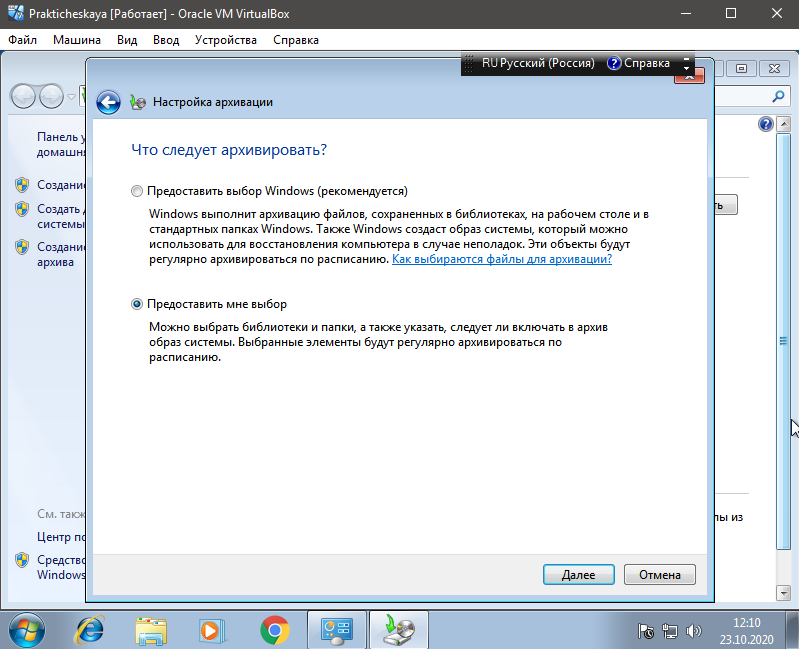 Prakticheskaya [Работает] - Oracle VM VirtualBox
Файл Машина Вид Ввод Устройства Справка
RU Русский (Россия) ? Справка
Настройка архивации
Панель у
домашн
Создани
Создать
системы
Создани
архива
Что следует архивировать?
Предоставить выбор Windows (рекомендуется)
Windows выполнит архивацию файлов, сохраненных в библиотеках, на рабочем столе и в
стандартных папках Windows. Также Windows создаст образ системы, который можно
использовать для восстановления компьютера в случае неполадок. Эти объекты будут
регулярно архивироваться по расписанию. Как выбираются файлы для архивации?
Предоставить мне выбор
Можно выбрать библиотеки и папки, а также указать, следует ли включать в архив
образ системы. Выбранные элементы будут регулярно архивироваться по
расписанию.
ть
См. такж
Центр по
Средство
Windows
лы из
Далее Отмена
12:10
23.10.2020